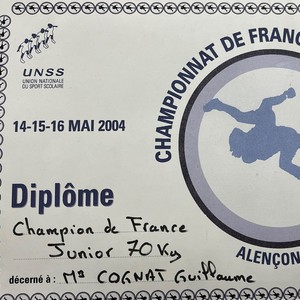 UNSS
UNION NATIONALE
DU SPORT SCOLAIRE
CHAMPIONNAT DE FRANC
14-15-16 MAI 2004
Diplôme
Champion de France
Junior 70 Kg
ALENÇON
décerné à : Mr COGNAT Guillaume